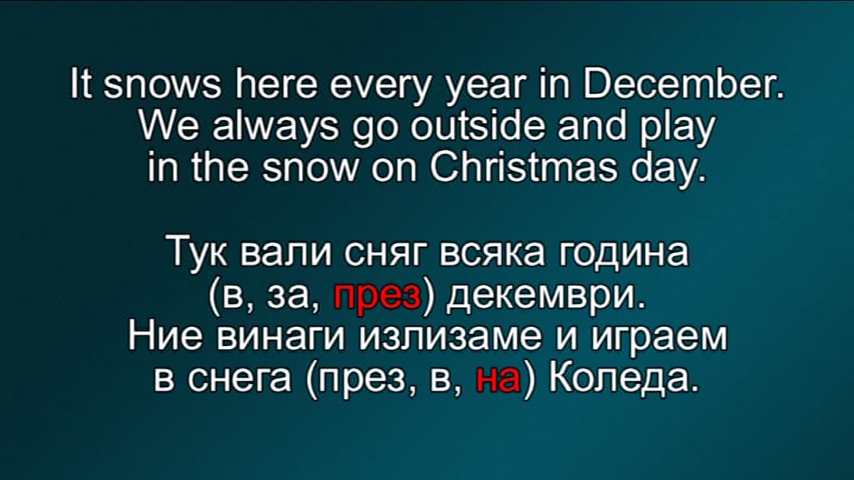 It snows here every year in December.
We always go outside and play
in the snow on Christmas day.
Тук вали сняг всяка година
(в, за, през) декември.
Ние винаги излизаме и играем
в снега (през, в, на) Коледа.